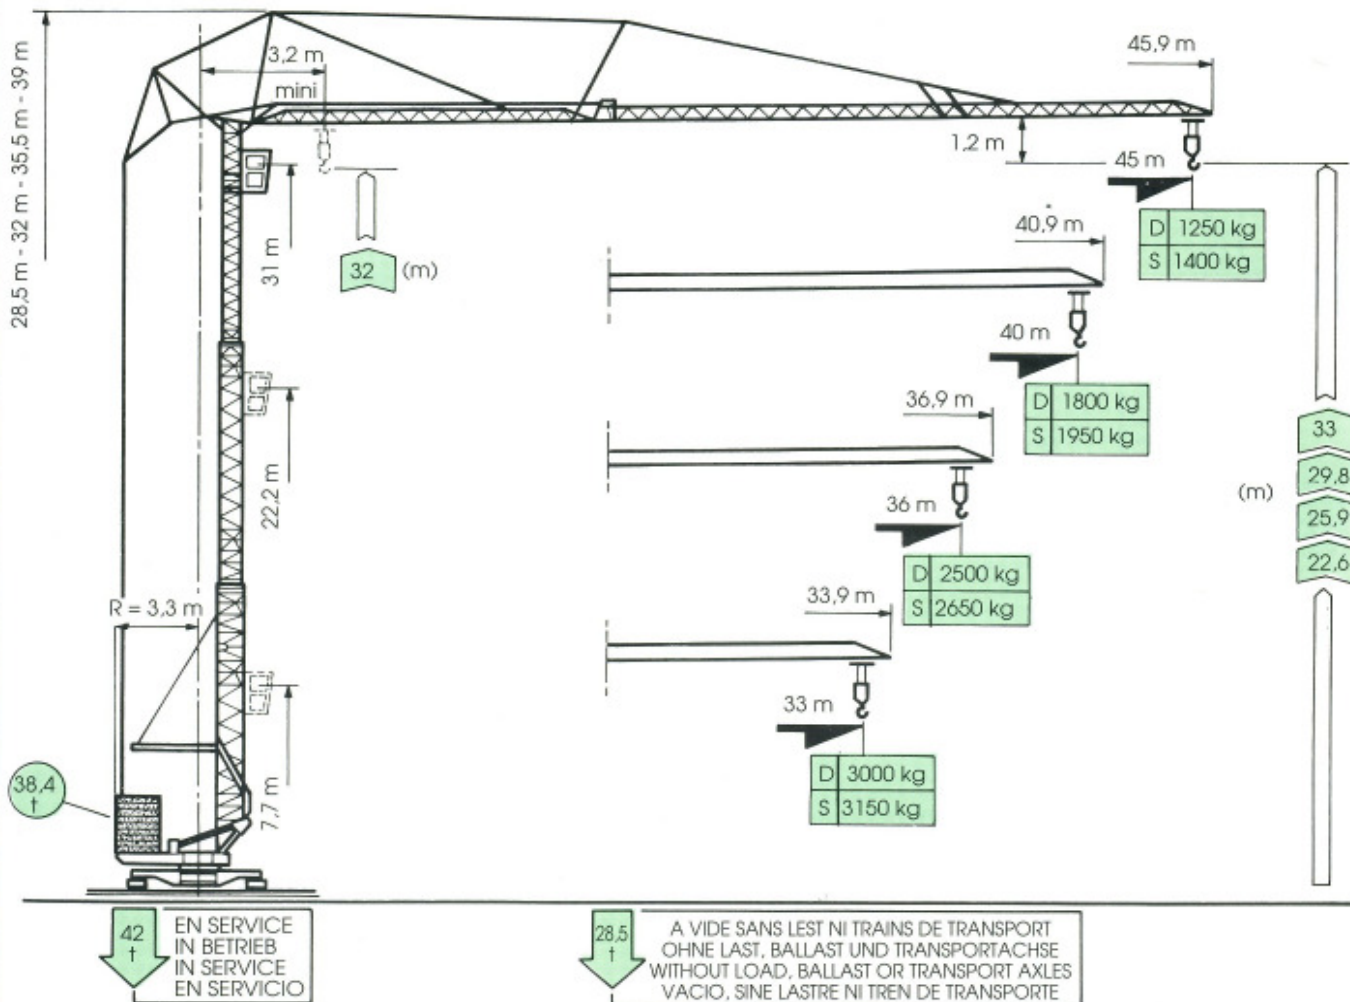 28,5 m - 32 m - 35,5 m - 39 m
3,2 m
mini
45,9 m
1,2 m
45 m
D 1250 kg
S 1400 kg
31 m
32 (m)
40,9 m
40 m
D 1800 kg
S 1950 kg
22,2 m
36,9 m
36 m
D 2500 kg
S 2650 kg
(m)
33
29,8
25,9
22,6
R = 3,3 m
33,9 m
33 m
D 3000 kg
S 3150 kg
7,7 m
38,4
t
42
t
EN SERVICE
IN BETRIEB
IN SERVICE
EN SERVICIO
28,5
t
A VIDE SANS LEST NI TRAINS DE TRANSPORT
OHNE LAST, BALLAST UND TRANSPORTACHSE
WITHOUT LOAD, BALLAST OR TRANSPORT AXLES
VACIO, SINE LASTRE NI TREN DE TRANSPORTE